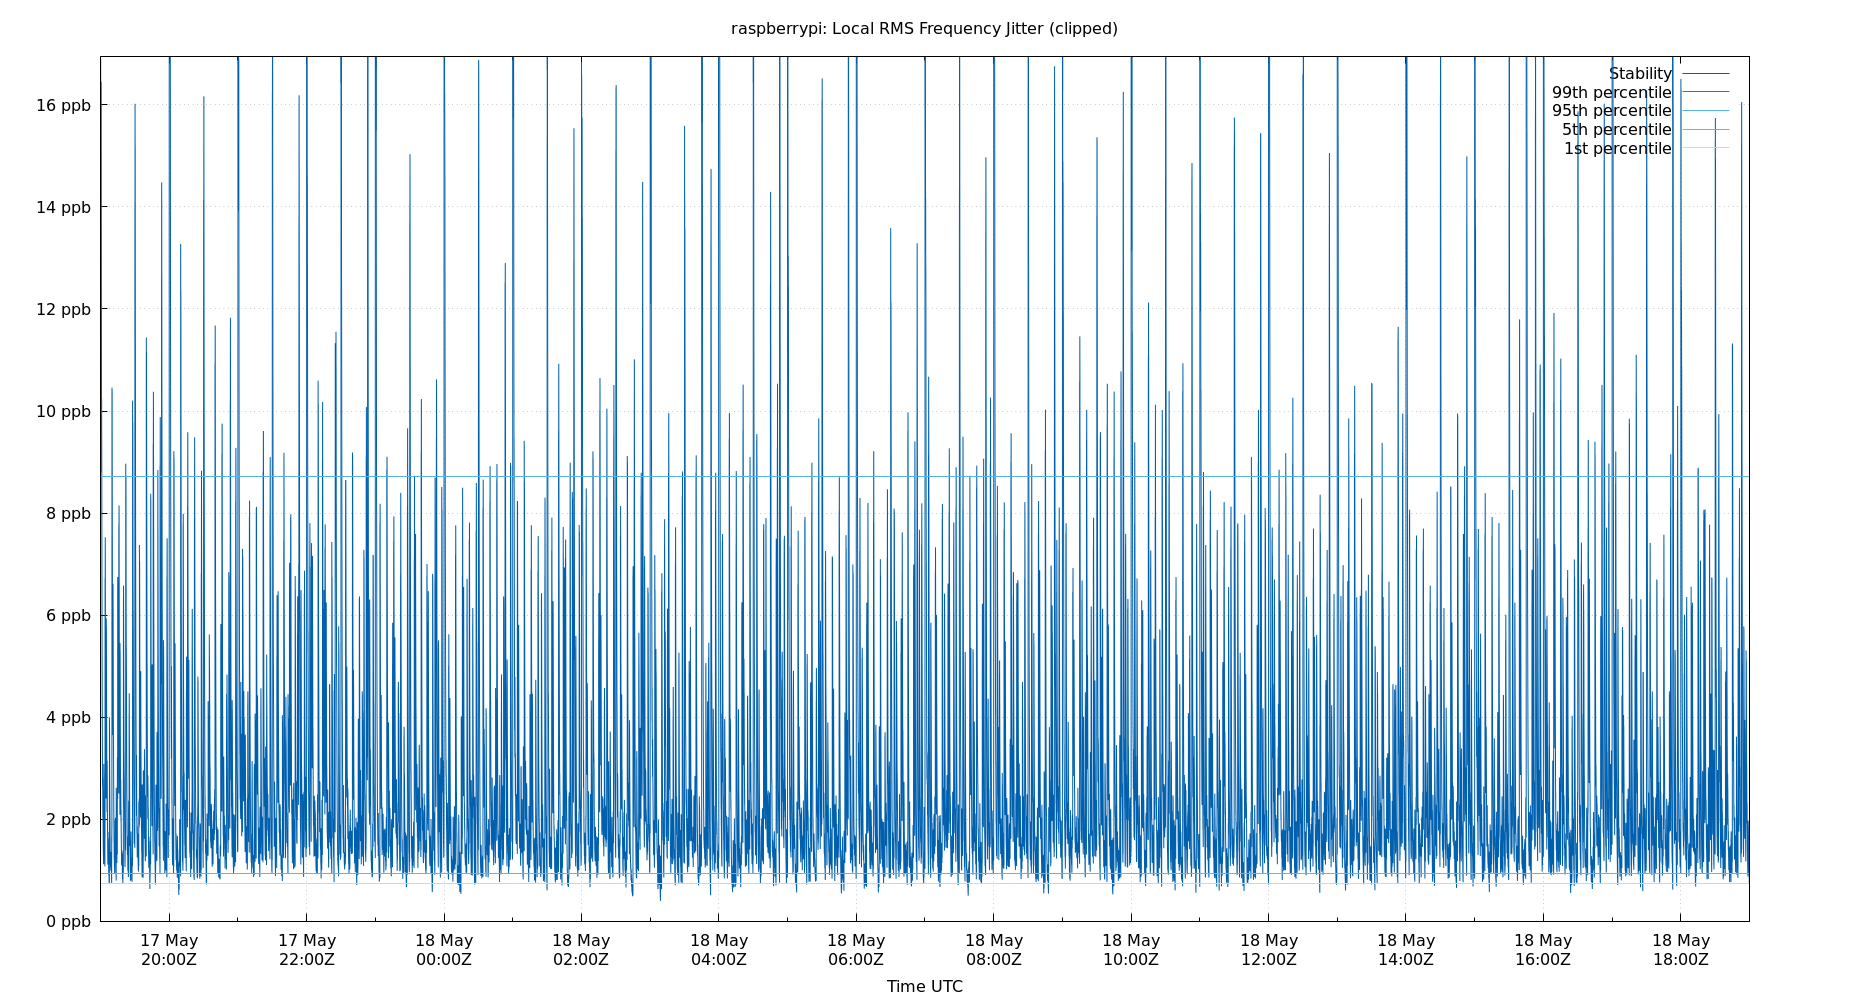 raspberrypi: Local RMS Frequency Jitter (clipped)
Stability
99th percentile
95th percentile
5th percentile
1st percentile
16 ppb
14 ppb
12 ppb
10 ppb
8 ppb
6 ppb
4 ppb
2 ppb
0 ppb
17 May 17 May 18 May 18 May 18 May 18 May 18 May 18 May 18 May 18 May 18 May 18 May
20:00Z 22:00Z 00:00Z 02:00Z 04:00Z 06:00Z 08:00Z 10:00Z 12:00Z 14:00Z 16:00Z 18:00Z
Time UTC